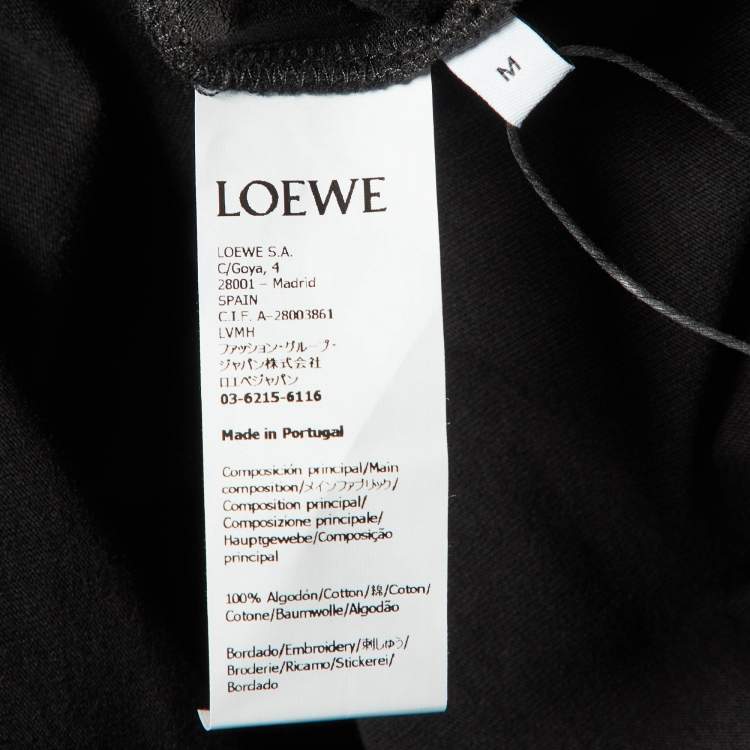 M
LOEWE
LOEWE S.A.
C/Goya, 4
28001 – Madrid
SPAIN
C.I.F. A-28003861
LVMH
ファッション・グループ・
ジャパン株式会社
ロエベジャパン
03-6215-6116
Made in Portugal
Composición principal/Main
composition/メインファブリック/
Composition principal/
Composizione principale/
Hauptgewebe/Composição
principal
100% Algodón/Cotton/綿/Coton/
Cotone/Baumwolle/Algodão
Bordado/Embroidery/刺しゅう/
Broderie/Ricamo/Stickerei/
Bordado